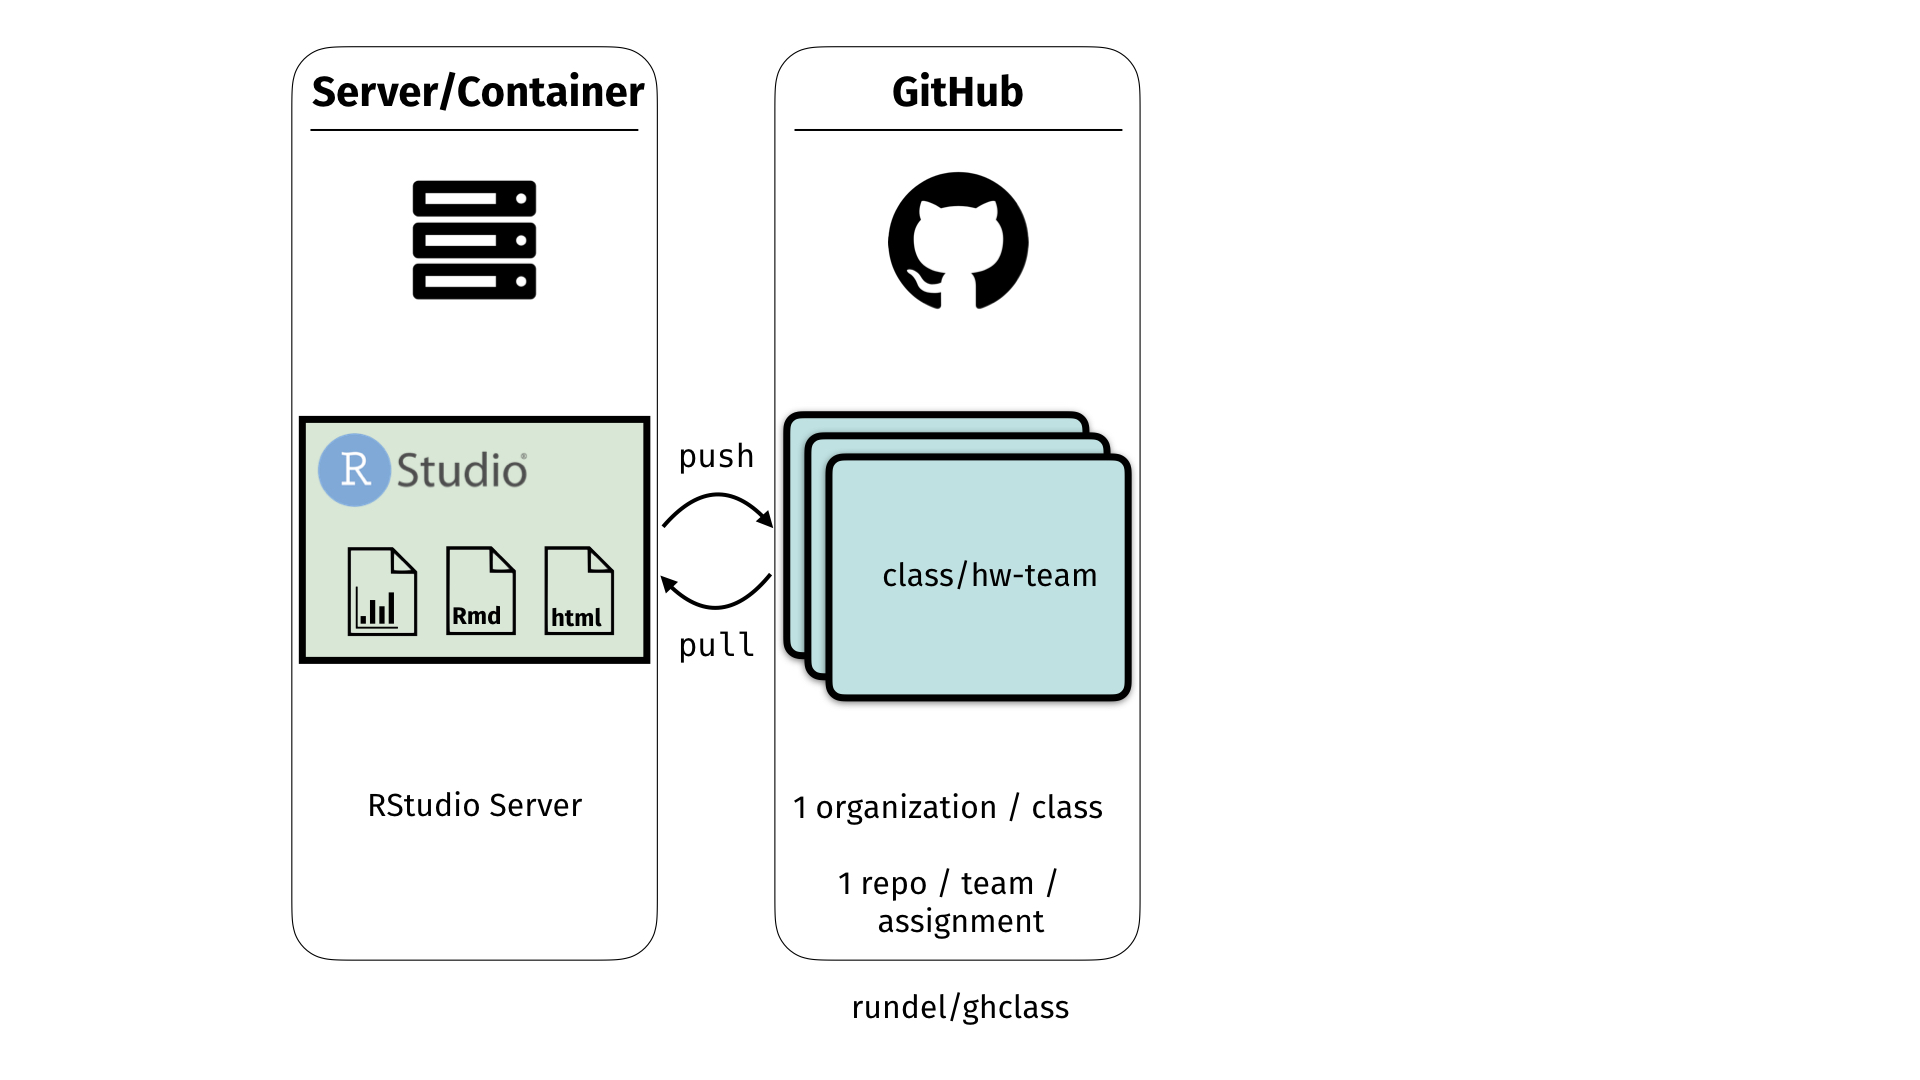 Server/Container
GitHub
R Studio®
push
Rmd
html
class/hw-team
pull
RStudio Server
1 organization / class
1 repo / team /
assignment
rundel/ghclass